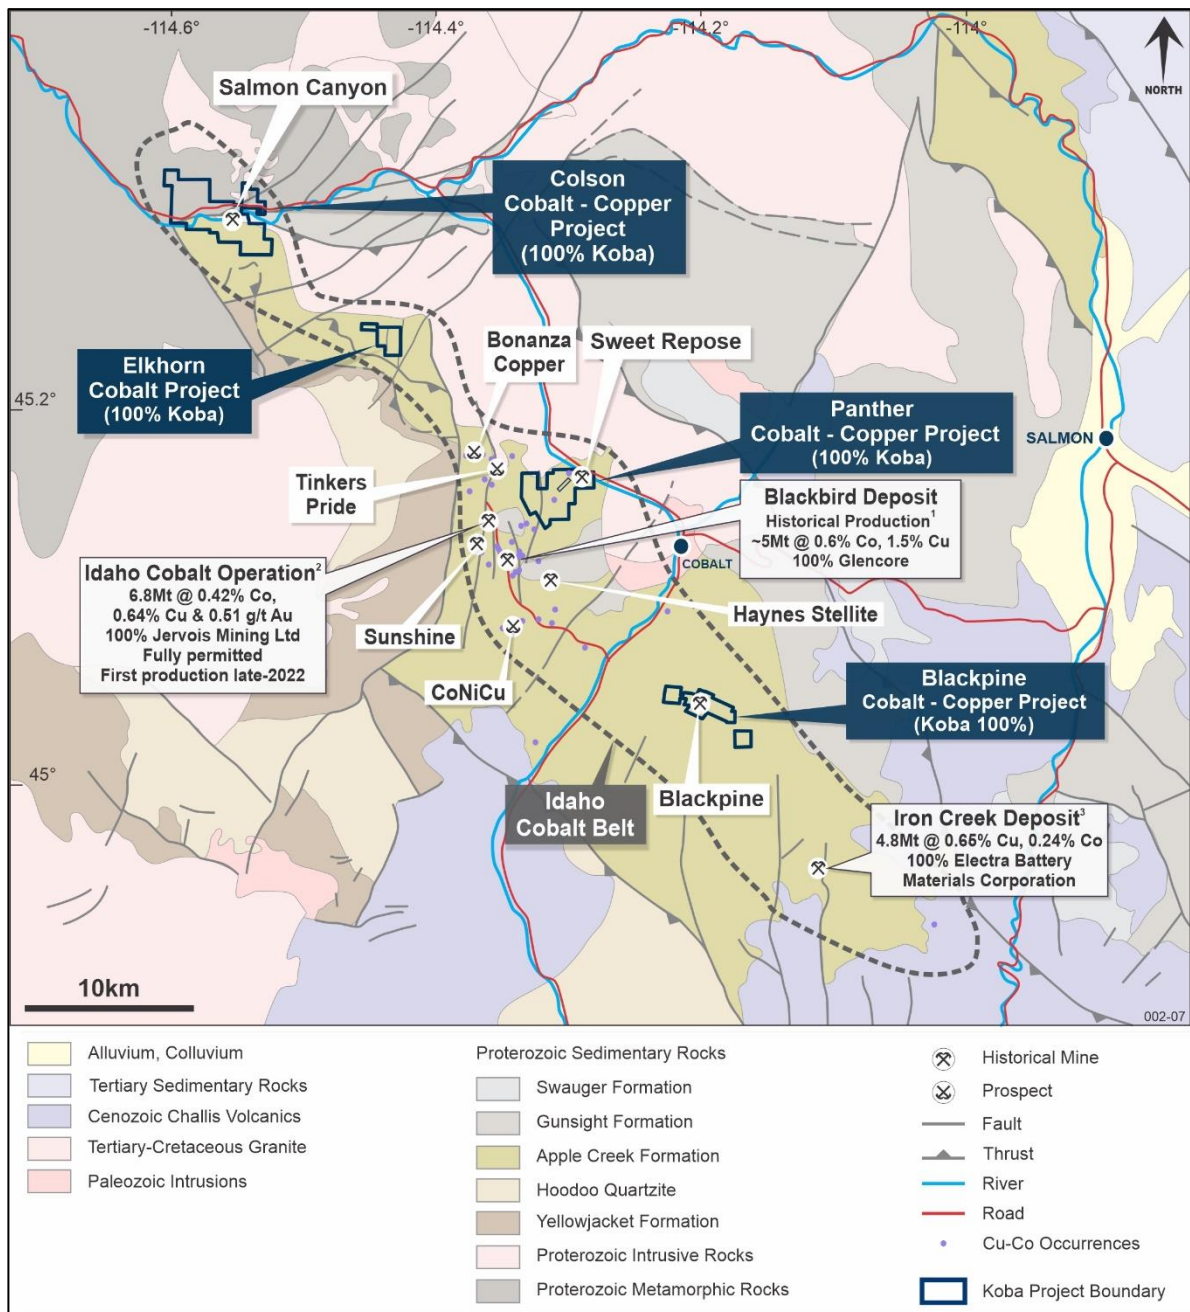 -114.6°
-114.4°
-114.2°
-114°
NORTH
Salmon Canyon
Colson
Cobalt - Copper
Project
(100% Koba)
Elkhorn
Cobalt Project
(100% Koba)
Bonanza
Copper
Sweet Repose
45.2°
Panther
Cobalt - Copper Project
(100% Koba)
SALMON
Tinkers
Pride
Blackbird Deposit
Historical Production¹
~5Mt @ 0.6% Co, 1.5% Cu
100% Glencore
COBALT
Idaho Cobalt Operation²
6.8Mt @ 0.42% Co,
0.64% Cu & 0.51 g/t Au
100% Jervois Mining Ltd
Fully permitted
First production late-2022
Sunshine
Haynes Stellite
CoNiCu
Blackpine
Cobalt - Copper Project
(Koba 100%)
45°
Idaho
Cobalt Belt
Blackpine
Iron Creek Deposit³
4.8Mt @ 0.65% Cu, 0.24% Co
100% Electra Battery
Materials Corporation
10km
002-07
Alluvium, Colluvium
Tertiary Sedimentary Rocks
Cenozoic Challis Volcanics
Tertiary-Cretaceous Granite
Paleozoic Intrusions
Proterozoic Sedimentary Rocks
Swauger Formation
Gunsight Formation
Apple Creek Formation
Hoodoo Quartzite
Yellowjacket Formation
Proterozoic Intrusive Rocks
Proterozoic Metamorphic Rocks
Historical Mine
Prospect
Fault
Thrust
River
Road
Cu-Co Occurrences
Koba Project Boundary